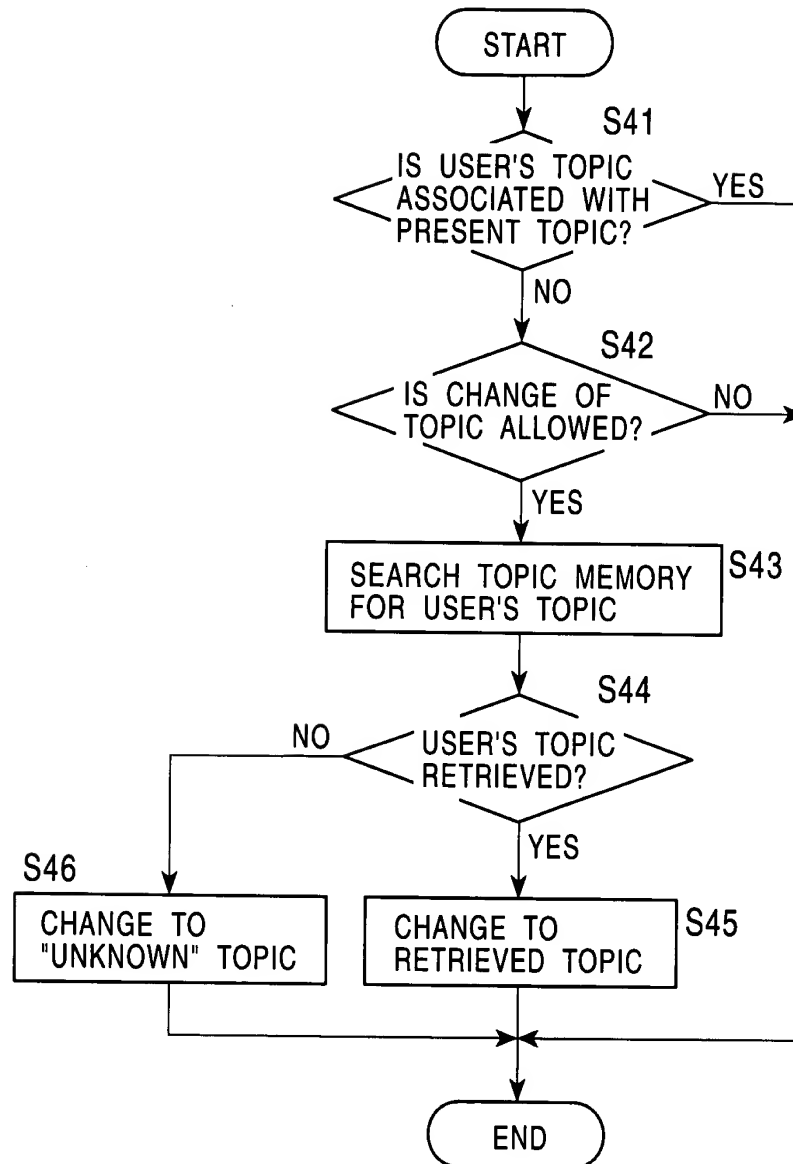 START
S41
IS USER'S TOPIC
ASSOCIATED WITH
PRESENT TOPIC?
YES
NO
S42
IS CHANGE OF
TOPIC ALLOWED?
NO
YES
SEARCH TOPIC MEMORY
FOR USER'S TOPIC
S43
S44
NO
USER'S TOPIC
RETRIEVED?
YES
S46
CHANGE TO
"UNKNOWN" TOPIC
CHANGE TO
RETRIEVED TOPIC
S45
END